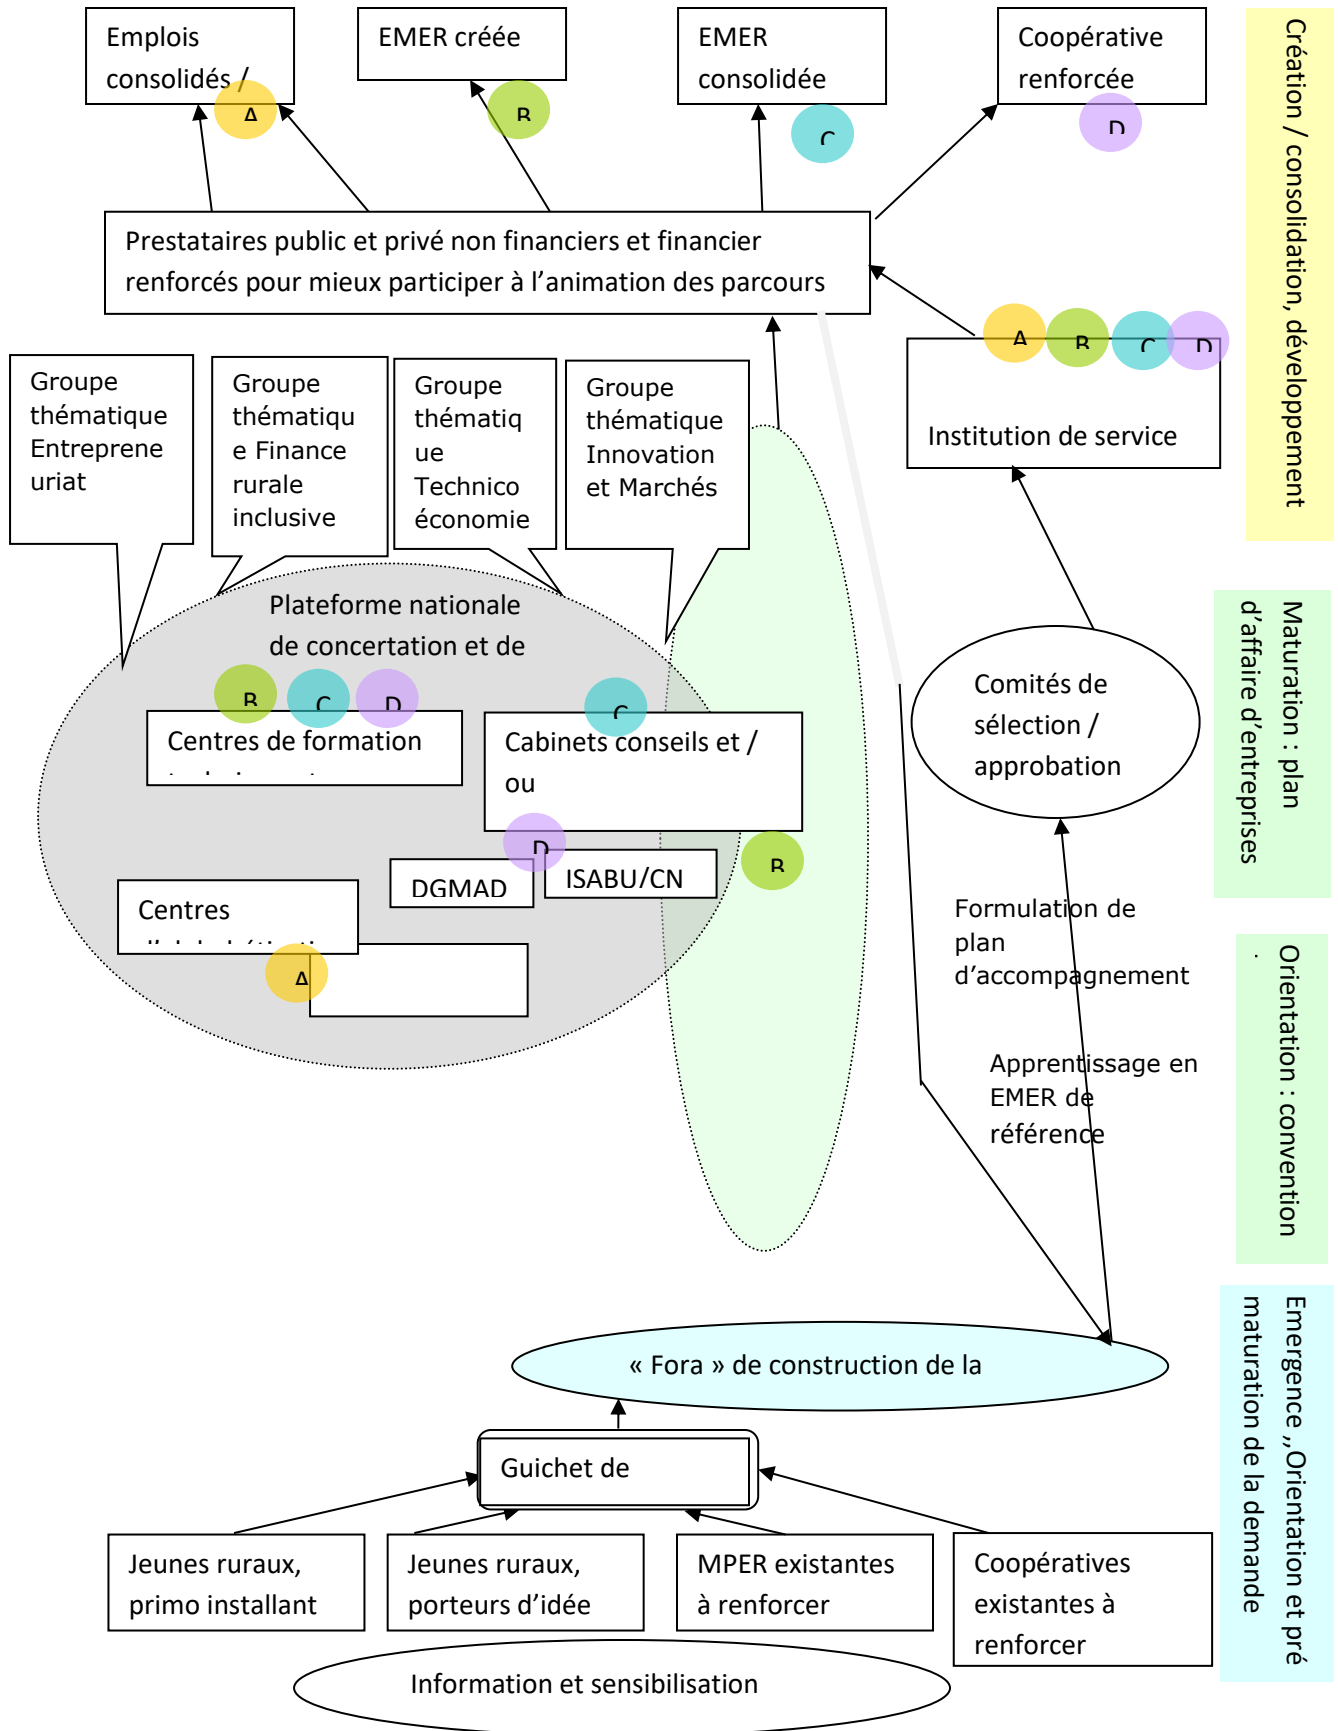 Emplois
consolidés /
A
EMER créée
B
EMER
consolidée
C
Coopérative
renforcée
D
Création / consolidation, développement
Prestataires public et privé non financiers et financier
renforcés pour mieux participer à l’animation des parcours
A
B
C
D
Institution de service
Groupe
thématique
Entreprene
uriat
Groupe
thématiqu
e Finance
rurale
inclusive
Groupe
thématiq
ue
Technico
économie
Groupe
thématique
Innovation
et Marchés
Plateforme nationale
de concertation et de
B
C
D
Centres de formation
C
Cabinets conseils et /
ou
D
B
DGMAD
ISABU/CN
Centres
A
Comités de
sélection /
approbation
Maturation : plan
d’affaire d’entreprises
Formulation de
plan
d’accompagnement
Apprentissage en
EMER de
référence
Orientation : convention
.
« Fora » de construction de la
Emergence ,,Orientation et pré
maturation de la demande
Guichet de
Jeunes ruraux,
primo installant
Jeunes ruraux,
porteurs d’idée
MPER existantes
à renforcer
Coopératives
existantes à
renforcer
Information et sensibilisation